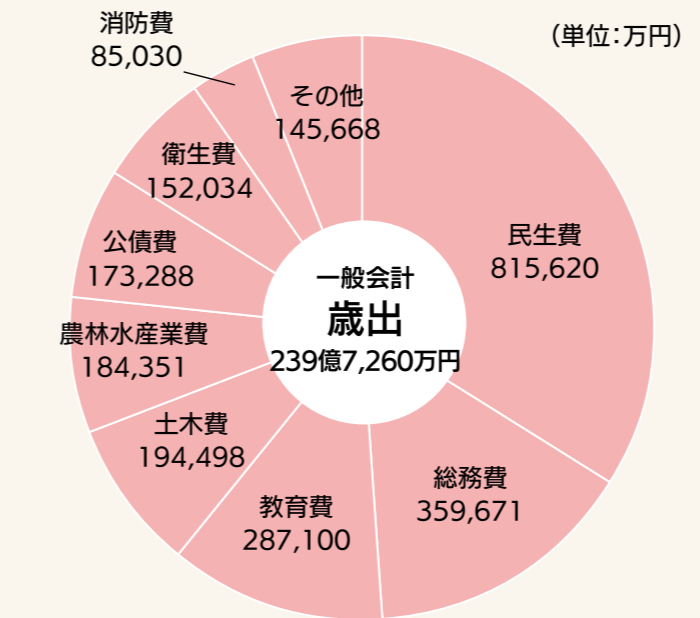 (単位：万円)
消防費
85,030
その他
145,668
衛生費
152,034
公債費
173,288
農林水産業費
184,351
土木費
194,498
教育費
287,100
総務費
359,671
民生費
815,620
一般会計
歳出
239億7,260万円